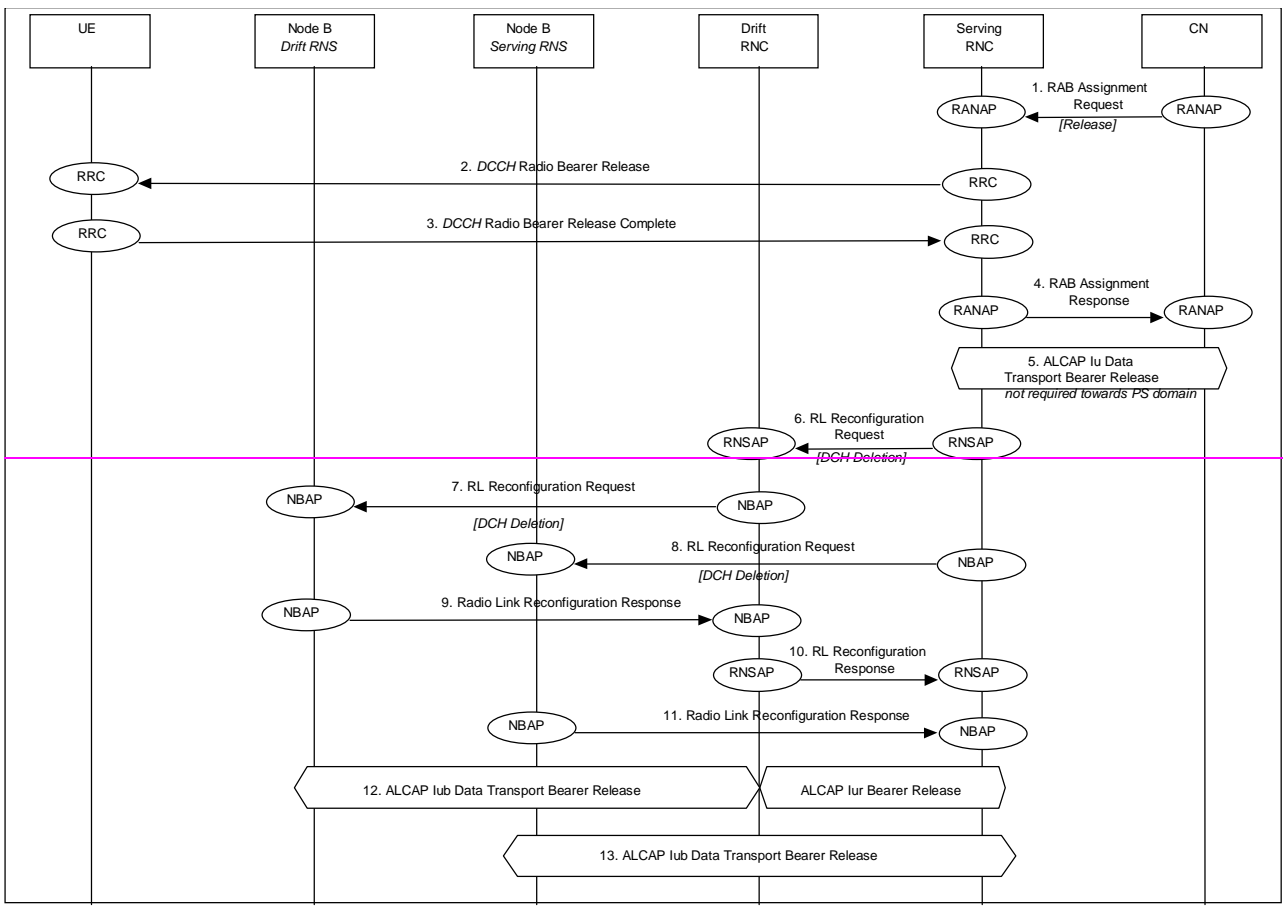 UE
Node B
Drift RNS
Node B
Serving RNS
Drift
RNC
Serving
RNC
CN
1. RAB Assignment
Request
RANAP
RANAP
[Release]
2. DCCH Radio Bearer Release
RRC
RRC
3. DCCH Radio Bearer Release Complete
RRC
RRC
4. RAB Assignment
Response
RANAP
RANAP
5. ALCAP Iu Data
Transport Bearer Release
not required towards PS domain
6. RL Reconfiguration
Request
RNSAP
RNSAP
[DCH Deletion]
7. RL Reconfiguration Request
NBAP
NBAP
[DCH Deletion]
8. RL Reconfiguration Request
NBAP
NBAP
[DCH Deletion]
9. Radio Link Reconfiguration Response
NBAP
NBAP
10. RL Reconfiguration
Response
RNSAP
RNSAP
11. Radio Link Reconfiguration Response
NBAP
NBAP
12. ALCAP Iub Data Transport Bearer Release
ALCAP Iur Bearer Release
13. ALCAP Iub Data Transport Bearer Release